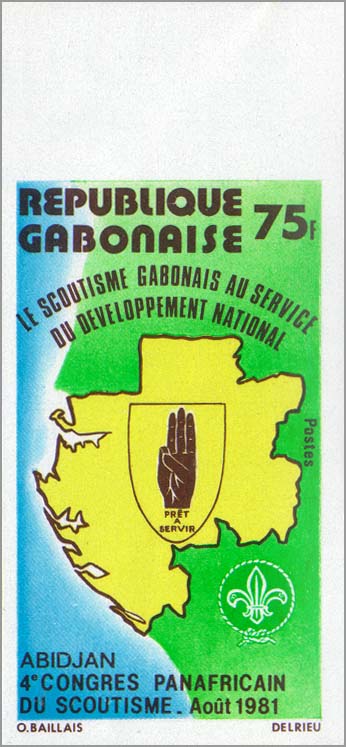 REPUBLIQUE
GABONAISE
75F
LE SCOUTISME GABONAIS AU SERVICE
DU DEVELOPPEMENT NATIONAL
Postes
PRÊT
A
SERVIR
ABIDJAN
4e CONGRES PANAFRICAIN
DU SCOUTISME. Août 1981
O.BAILLAIS
DELRIEU